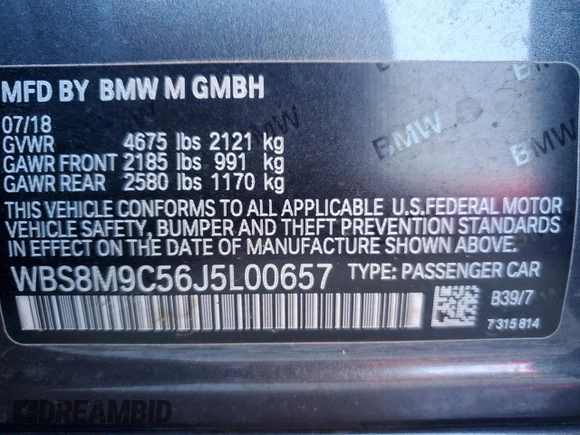 MFD BY BMW M GMBH
07/18
GVWR 4675 lbs 2121 kg
GAWR FRONT 2185 lbs 991 kg
GAWR REAR 2580 lbs 1170 kg
THIS VEHICLE CONFORMS TO ALL APPLICABLE U.S.FEDERAL MOTOR
VEHICLE SAFETY, BUMPER AND THEFT PREVENTION STANDARDS
IN EFFECT ON THE DATE OF MANUFACTURE SHOWN ABOVE.
WBS8M9C56J5L00657 TYPE: PASSENGER CAR
B39/7
7 315 814
BMW
BMW
BMW
DREAMBID